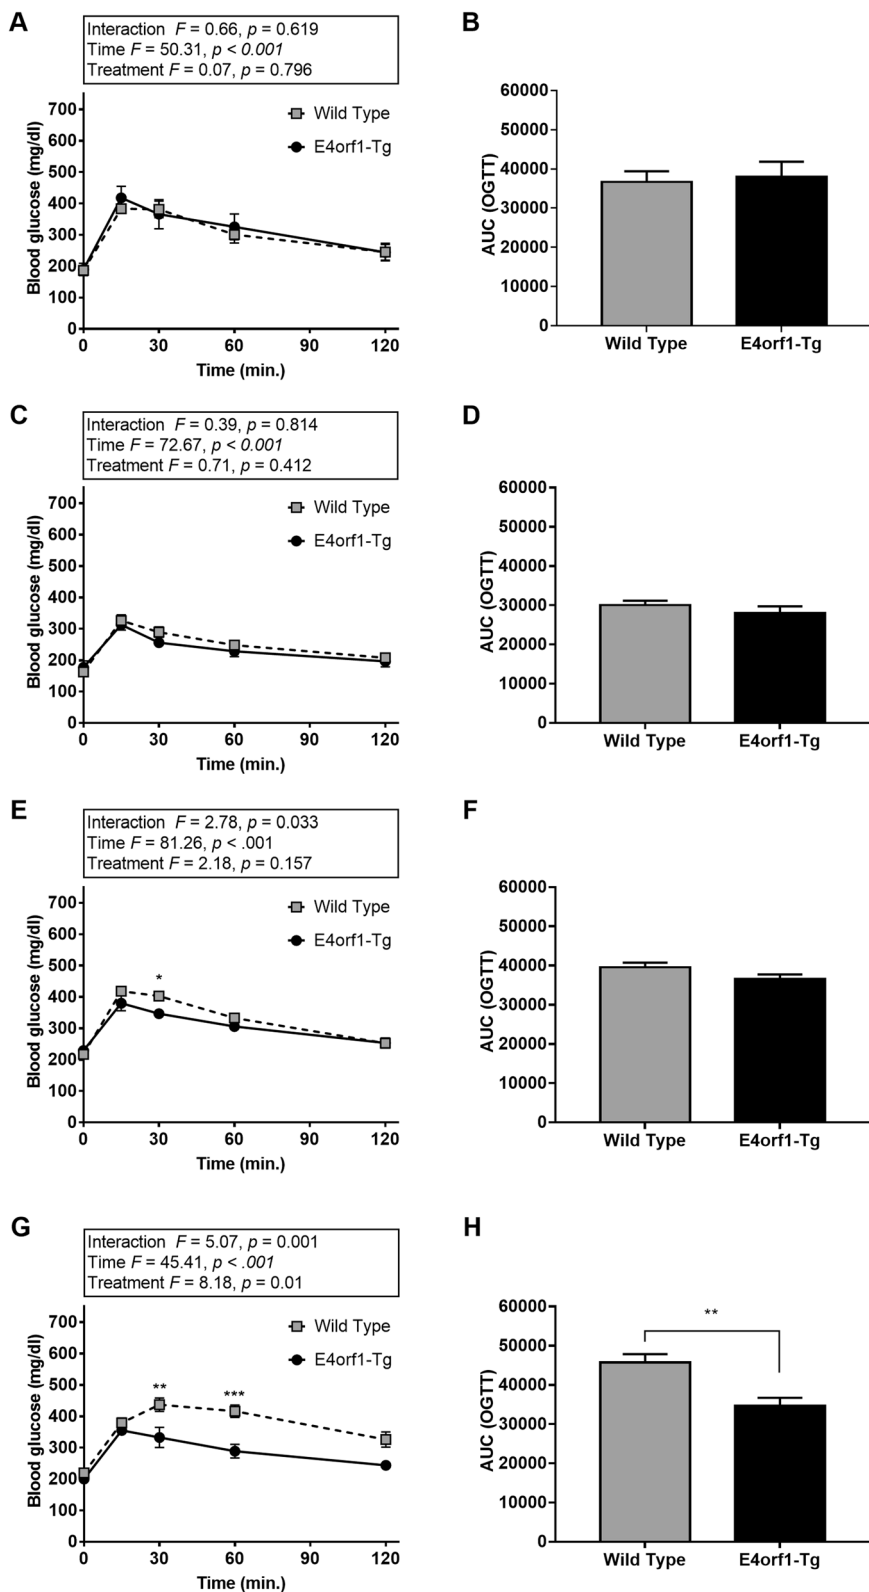 A
Interaction F = 0.66, p = 0.619
Time F = 50.31, p < 0.001
Treatment F = 0.07, p = 0.796
Blood glucose (mg/dl)
700
600
500
400
300
200
100
0
Wild Type
E4orf1-Tg
0 30 60 90 120
Time (min.)
B
AUC (OGTT)
60000
50000
40000
30000
20000
10000
0
Wild Type E4orf1-Tg
C
Interaction F = 0.39, p = 0.814
Time F = 72.67, p < 0.001
Treatment F = 0.71, p = 0.412
Blood glucose (mg/dl)
700
600
500
400
300
200
100
0
Wild Type
E4orf1-Tg
0 30 60 90 120
Time (min.)
D
AUC (OGTT)
60000
50000
40000
30000
20000
10000
0
Wild Type E4orf1-Tg
E
Interaction F = 2.78, p = 0.033
Time F = 81.26, p < .001
Treatment F = 2.18, p = 0.157
Blood glucose (mg/dl)
700
600
500
400
300
200
100
0
Wild Type
E4orf1-Tg
*
0 30 60 90 120
Time (min.)
F
AUC (OGTT)
60000
50000
40000
30000
20000
10000
0
Wild Type E4orf1-Tg
G
Interaction F = 5.07, p = 0.001
Time F = 45.41, p < .001
Treatment F = 8.18, p = 0.01
Blood glucose (mg/dl)
700
600
500
400
300
200
100
0
Wild Type
E4orf1-Tg
** ***
0 30 60 90 120
Time (min.)
H
AUC (OGTT)
60000
50000
40000
30000
20000
10000
0
**
Wild Type E4orf1-Tg